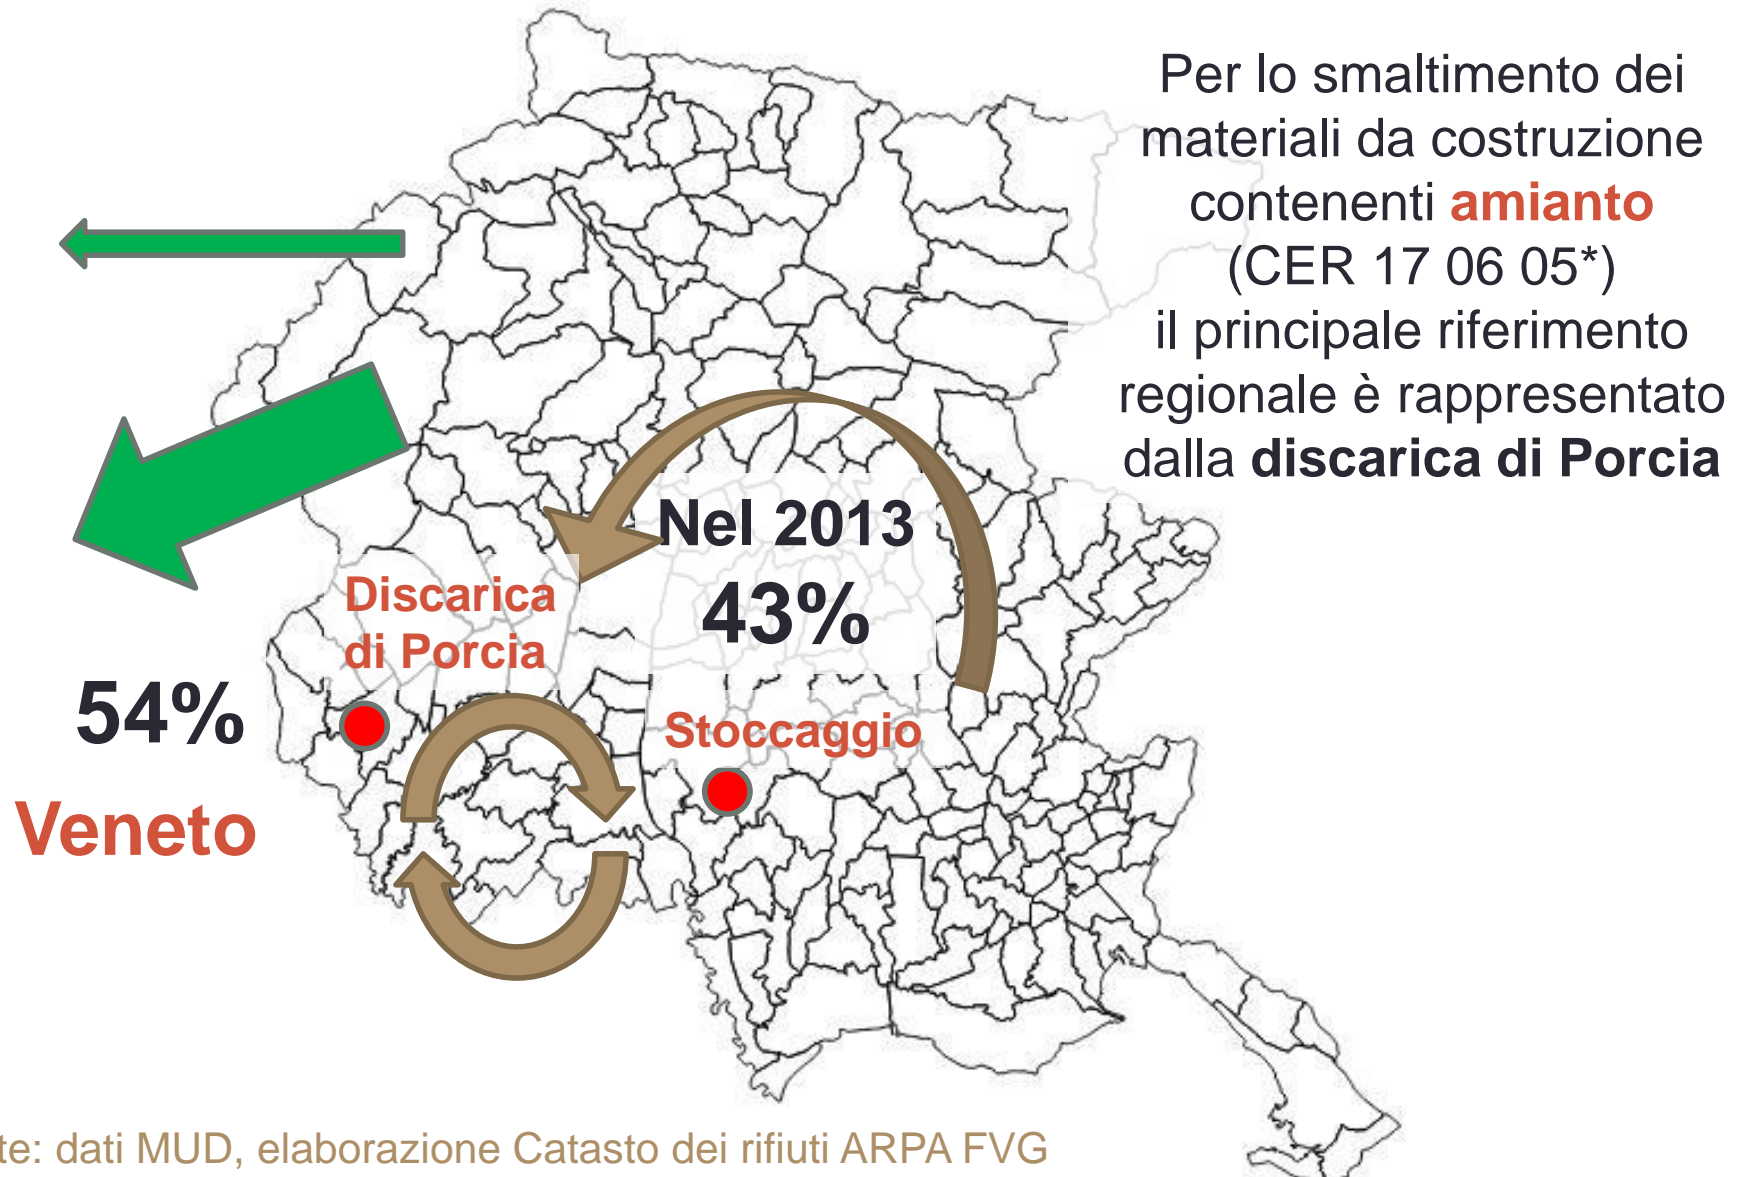 Per lo smaltimento dei
materiali da costruzione
contenenti amianto
(CER 17 06 05*)
il principale riferimento
regionale è rappresentato
dalla discarica di Porcia
Nel 2013
43%
Discarica
di Porcia
54%
Veneto
Stoccaggio
te: dati MUD, elaborazione Catasto dei rifiuti ARPA FVG